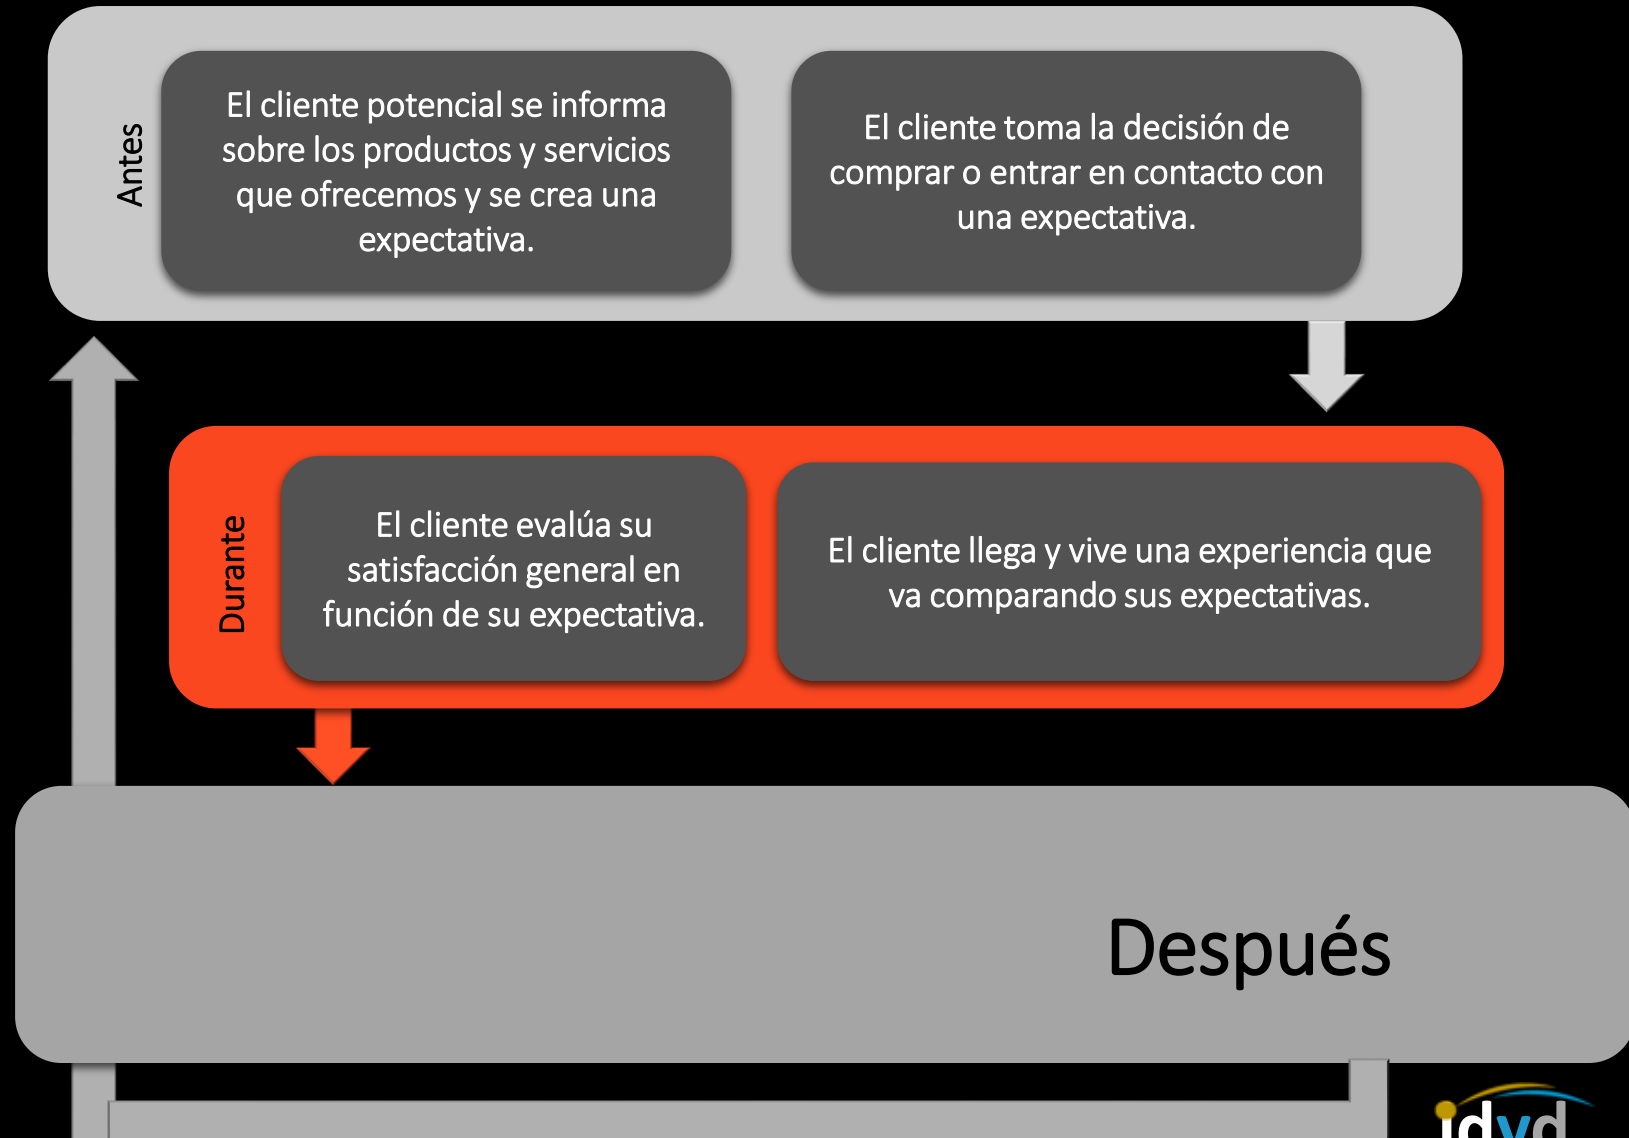 Antes
El cliente potencial se informa
sobre los productos y servicios
que ofrecemos y se crea una
expectativa.
El cliente toma la decisión de
comprar o entrar en contacto con
una expectativa.
Durante
El cliente evalúa su
satisfacción general en
función de su expectativa.
El cliente llega y vive una experiencia que
va comparando sus expectativas.
Después
idyd